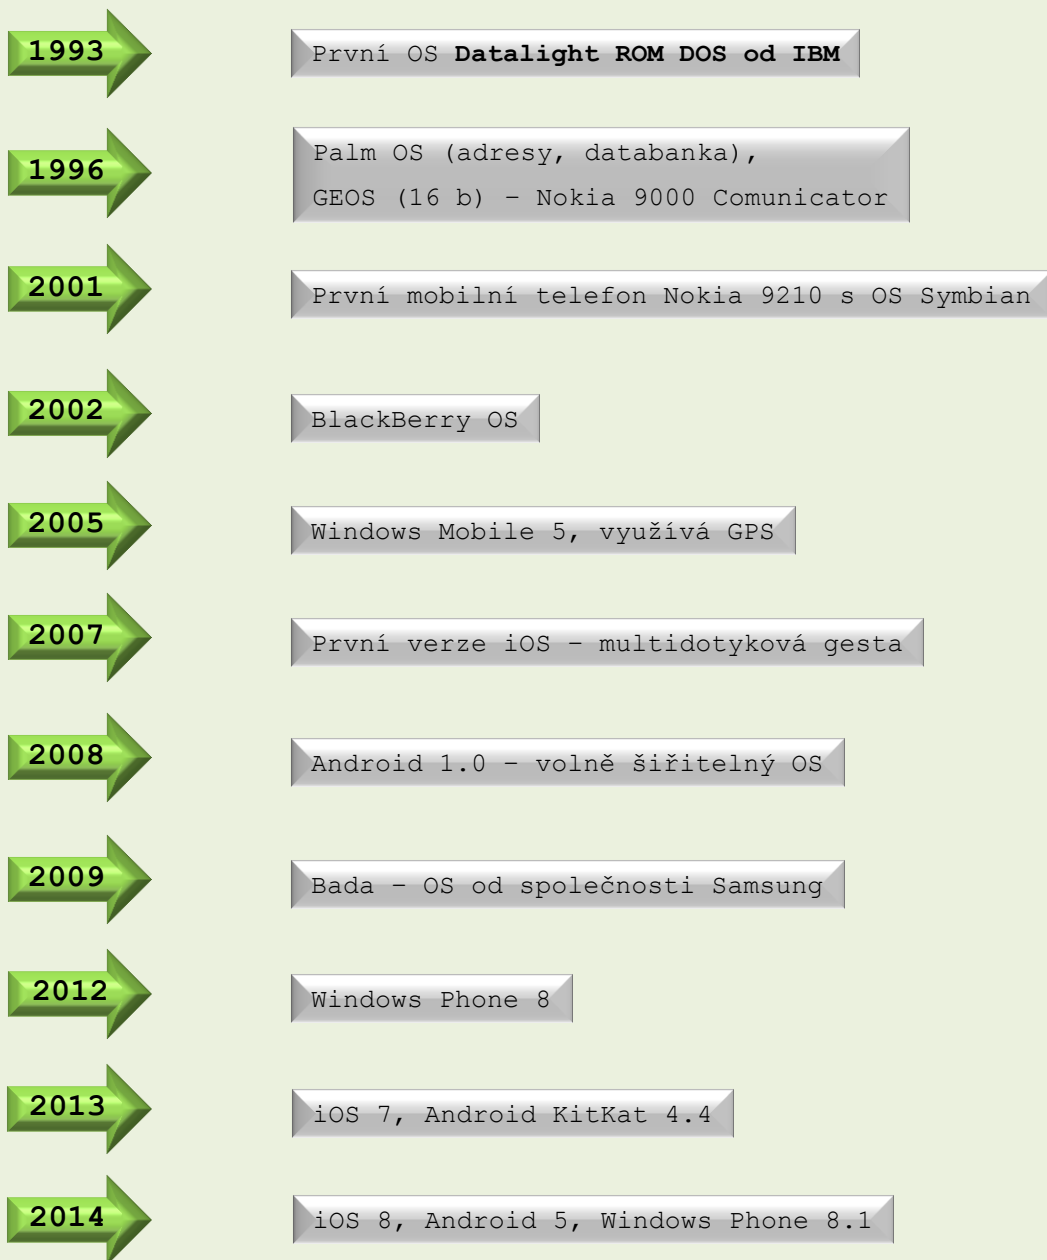 1993
První OS Datalight ROM DOS od IBM
1996
Palm OS (adresy, databanka),
GEOS (16 b) – Nokia 9000 Comunicator
2001
První mobilní telefon Nokia 9210 s OS Symbian
2002
BlackBerry OS
2005
Windows Mobile 5, využívá GPS
2007
První verze iOS – multidotyková gesta
2008
Android 1.0 – volně šiřitelný OS
2009
Bada – OS od společnosti Samsung
2012
Windows Phone 8
2013
iOS 7, Android KitKat 4.4
2014
iOS 8, Android 5, Windows Phone 8.1